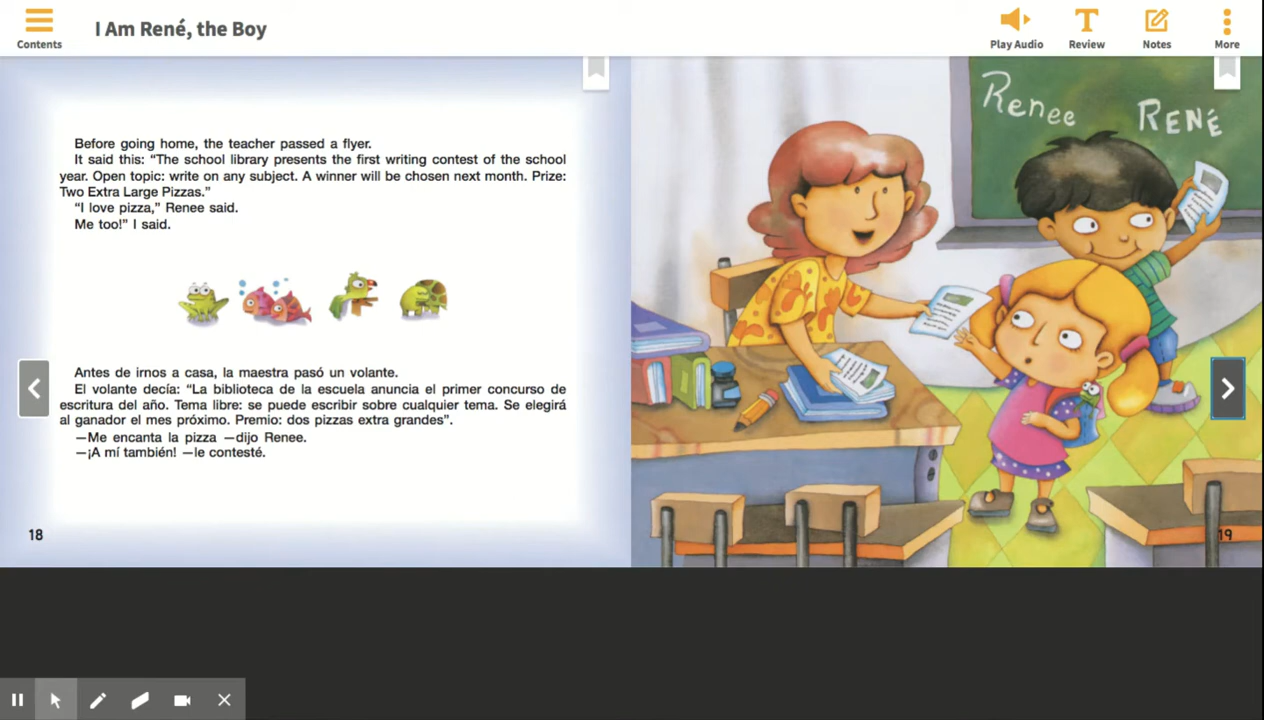 I Am René, the Boy
Contents
Play Audio
Review
Notes
More
Before going home, the teacher passed a flyer.
It said this: “The school library presents the first writing contest of the school
year. Open topic: write on any subject. A winner will be chosen next month. Prize:
Two Extra Large Pizzas.”
“I love pizza,” Renee said.
Me too!” I said.
Antes de irnos a casa, la maestra pasó un volante.
El volante decía: “La biblioteca de la escuela anuncia el primer concurso de
escritura del año. Tema libre: se puede escribir sobre cualquier tema. Se elegirá
al ganador el mes próximo. Premio: dos pizzas extra grandes”.
—Me encanta la pizza —dijo Renee.
—¡A mí también! —le contesté.
18
Renee
RENÉ
19